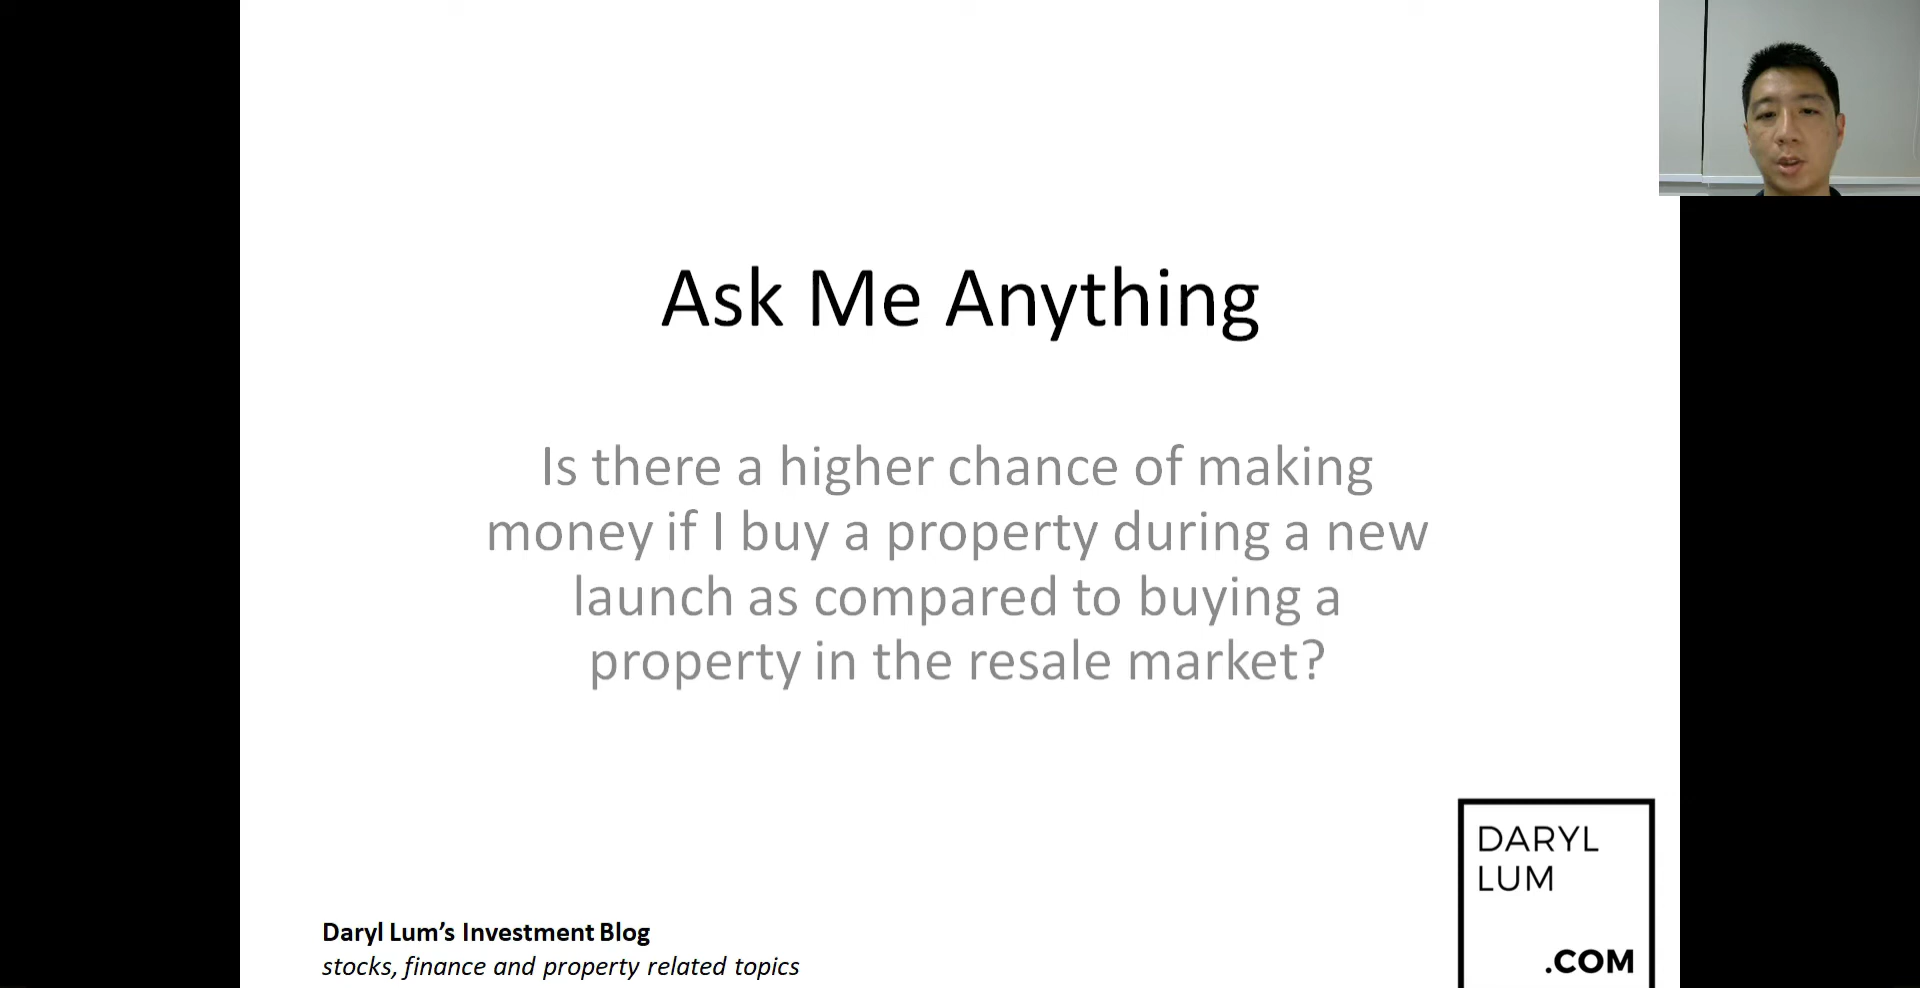 Ask Me Anything
Is there a higher chance of making
money if I buy a property during a new
launch as compared to buying a
property in the resale market?
DARYL
LUM
.COM
Daryl Lum’s Investment Blog
stocks, finance and property related topics